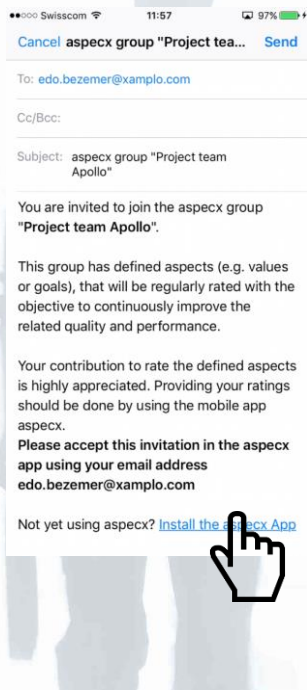 Swisscom 11:57 97%
Cancel aspecx group "Project tea... Send
To: edo.bezemer@xamplo.com
Cc/Bcc:
Subject: aspecx group "Project team
Apollo"
You are invited to join the aspecx group
"Project team Apollo".
This group has defined aspects (e.g. values
or goals), that will be regularly rated with the
objective to continuously improve the
related quality and performance.
Your contribution to rate the defined aspects
is highly appreciated. Providing your ratings
should be done by using the mobile app
aspecx.
Please accept this invitation in the aspecx
app using your email address
edo.bezemer@xamplo.com
Not yet using aspecx? Install the aspecx App